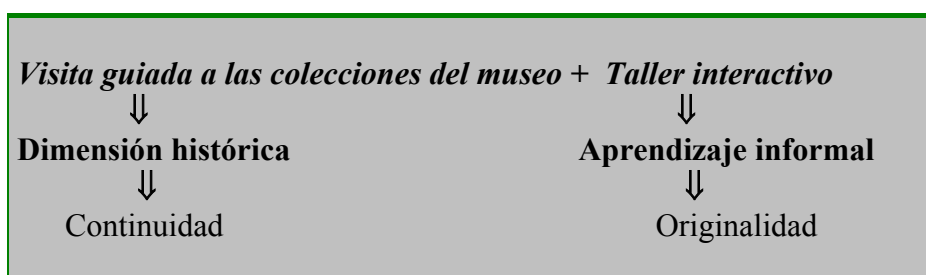 Visita guiada a las colecciones del museo + Taller interactivo
⇓ ⇓
Dimensión histórica Aprendizaje informal
⇓ ⇓
Continuidad Originalidad